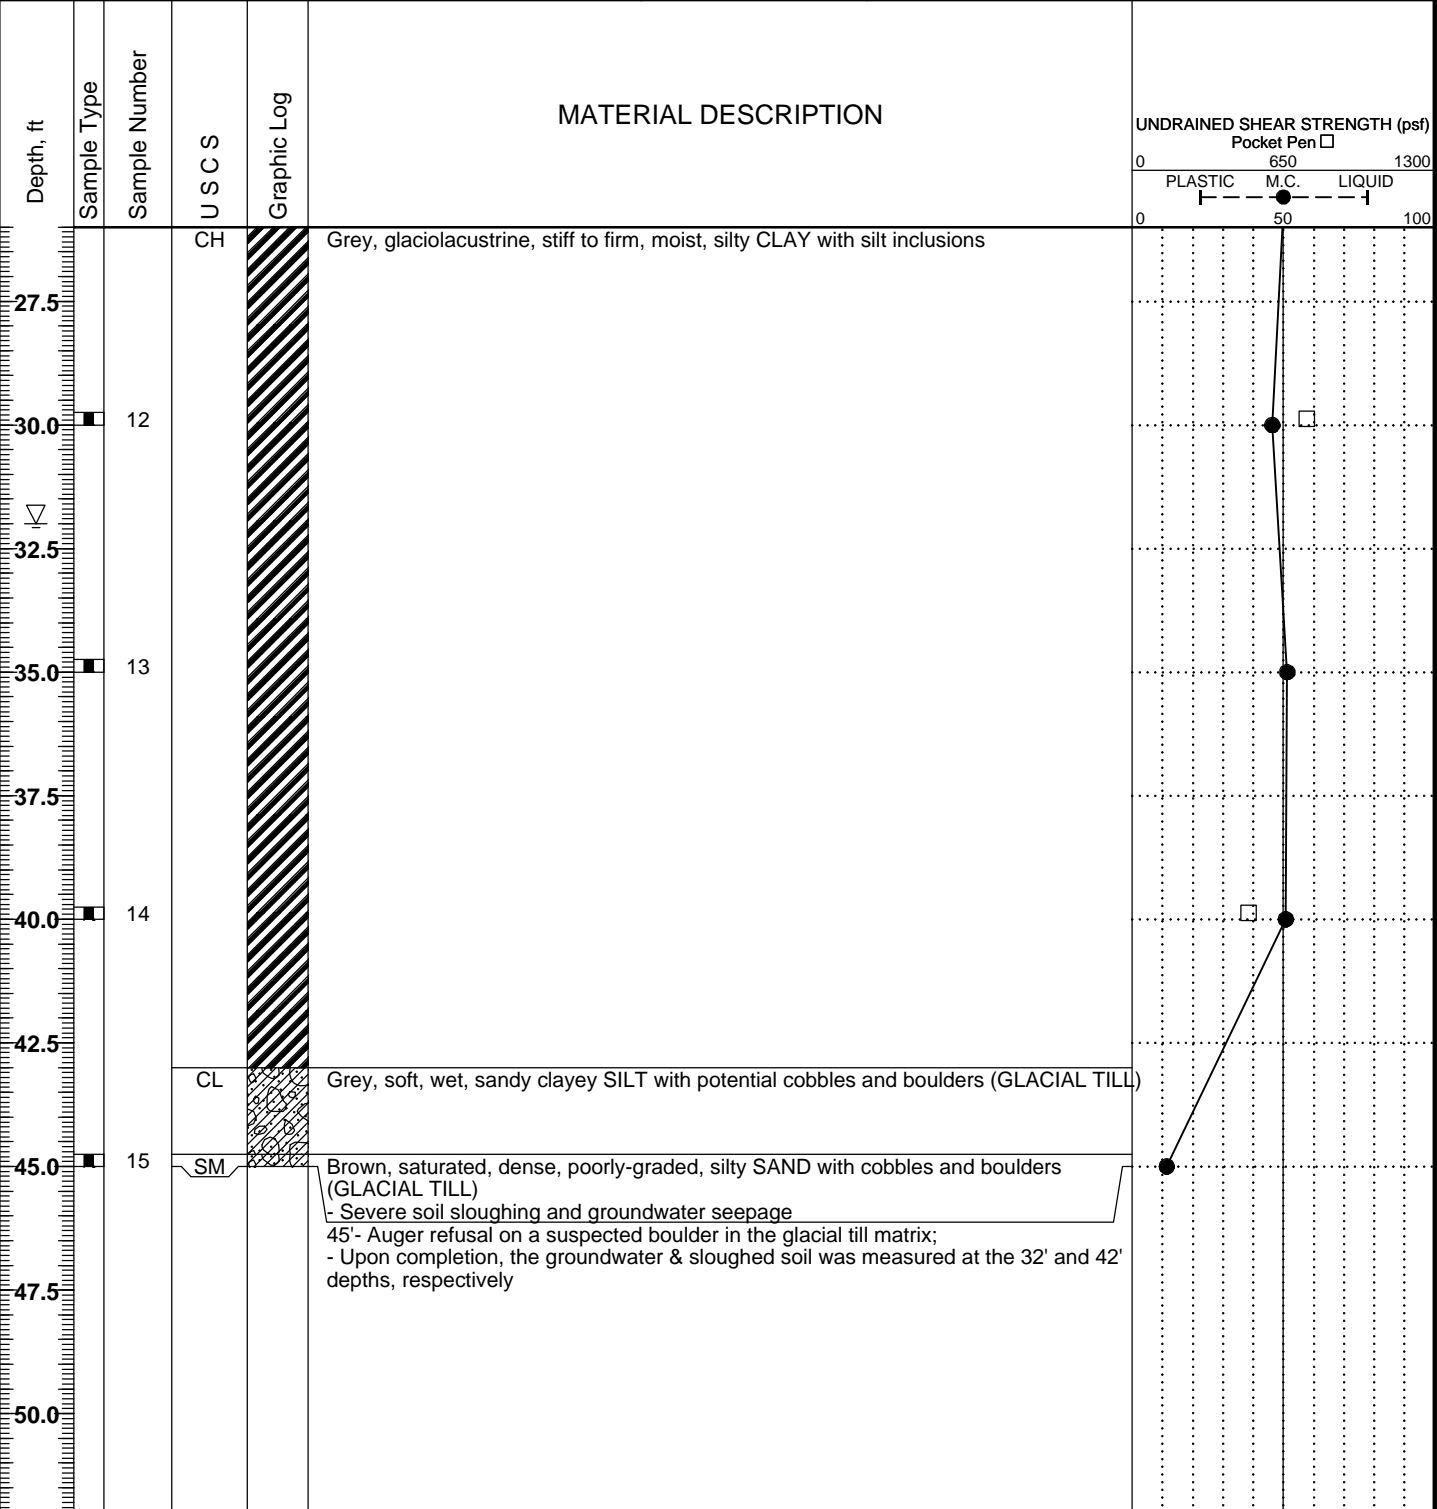 Depth, ft
Sample Type
Sample Number
U S C S
Graphic Log
MATERIAL DESCRIPTION
UNDRAINED SHEAR STRENGTH (psf)
Pocket Pen
0 650 1300
PLASTIC M.C. LIQUID
0 50 100
CH Grey, glaciolacustrine, stiff to firm, moist, silty CLAY with silt inclusions
27.5
30.0 12
32.5
35.0 13
37.5
40.0 14
42.5
CL Grey, soft, wet, sandy clayey SILT with potential cobbles and boulders (GLACIAL TILL)
45.0 15 SM Brown, saturated, dense, poorly-graded, silty SAND with cobbles and boulders
(GLACIAL TILL)
- Severe soil sloughing and groundwater seepage
45'- Auger refusal on a suspected boulder in the glacial till matrix;
- Upon completion, the groundwater & sloughed soil was measured at the 32' and 42'
depths, respectively
47.5
50.0